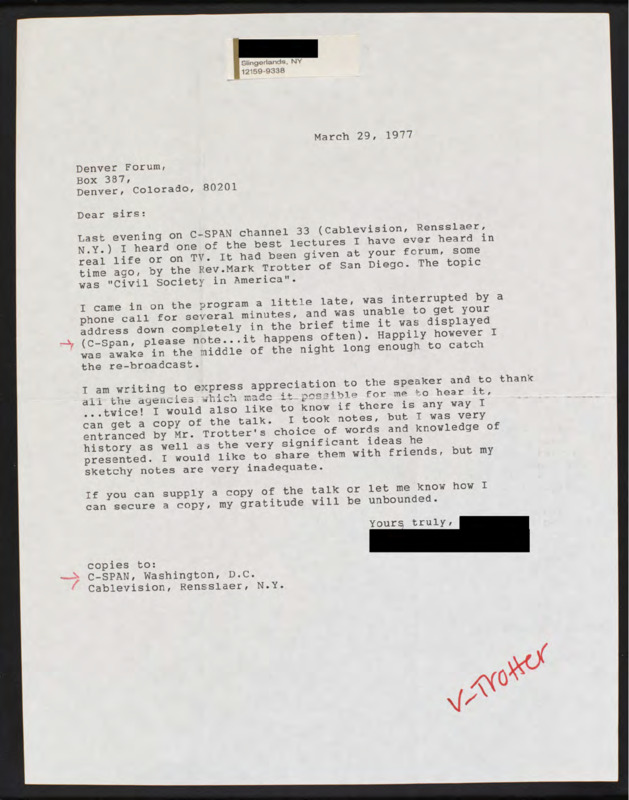 Slingerlands, NY
12159-9338
March 29, 1977
Denver Forum,
Box 387,
Denver, Colorado, 80201
Dear sirs:
Last evening on C-SPAN channel 33 (Cablevision, Rensslaer,
N.Y.) I heard one of the best lectures I have ever heard in
real life or on TV. It had been given at your forum, some
time ago, by the Rev.Mark Trotter of San Diego. The topic
was "Civil Society in America".
I came in on the program a little late, was interrupted by a
phone call for several minutes, and was unable to get your
address down completely in the brief time it was displayed
(C-Span, please note...it happens often). Happily however I
was awake in the middle of the night long enough to catch
the re-broadcast.
I am writing to express appreciation to the speaker and to thank
all the agencies which made it possible for me to hear it,
...twice! I would also like to know if there is any way I
can get a copy of the talk. I took notes, but I was very
entranced by Mr. Trotter's choice of words and knowledge of
history as well as the very significant ideas he
presented. I would like to share them with friends, but my
sketchy notes are very inadequate.
If you can supply a copy of the talk or let me know how I
can secure a copy, my gratitude will be unbounded.
Yours truly,
copies to:
C-SPAN, Washington, D.C.
Cablevision, Rensslaer, N.Y.
V-Trotter